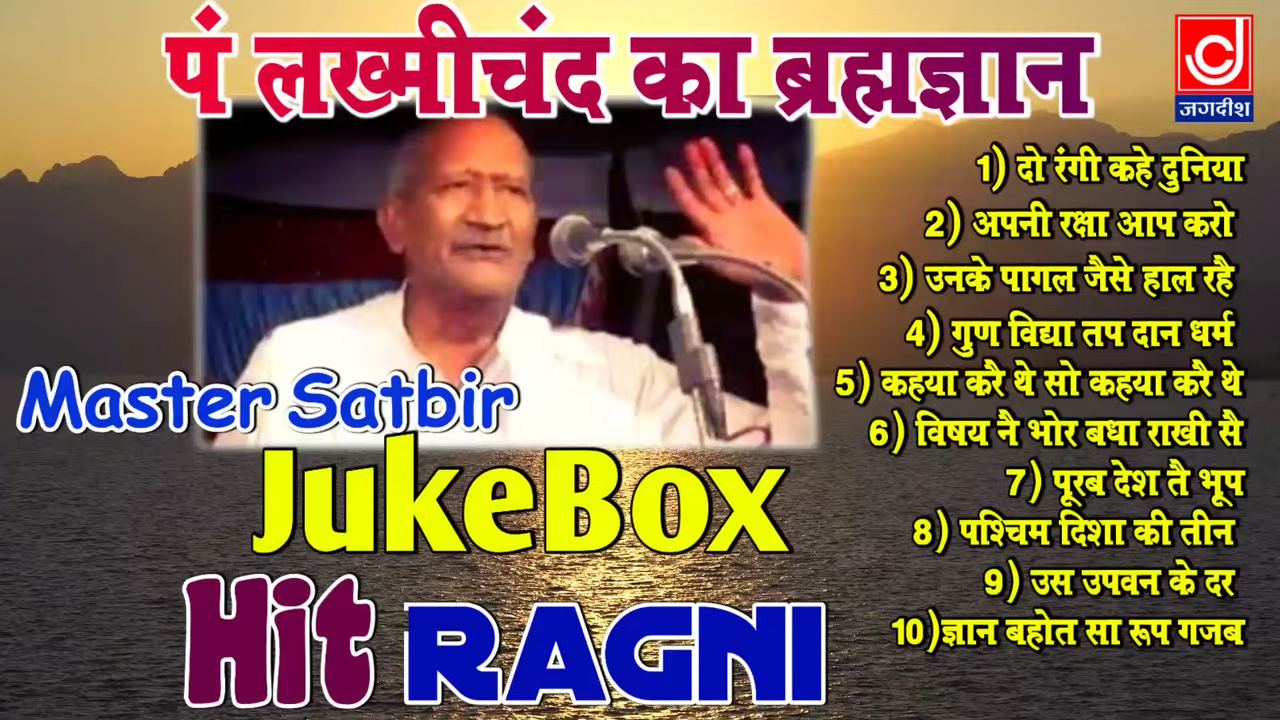 पं लख्मीचंद का ब्रह्मज्ञान
जगदीश
1) दो रंगी कहे दुनिया
2) अपनी रक्षा आप करो
3) उनके पागल जैसे हाल रहै
4) गुण विद्या तप दान धर्म
5) कहया करै थे सो कहया करै थे
6) विषय नै भोर बधा राखी सै
7) पूरब देश तै भूप
8) पश्चिम दिशा की तीन
9) उस उपवन के दर
10)ज्ञान बहोत सा रूप गजब
Master Satbir
JukeBox
Hit RAGNI